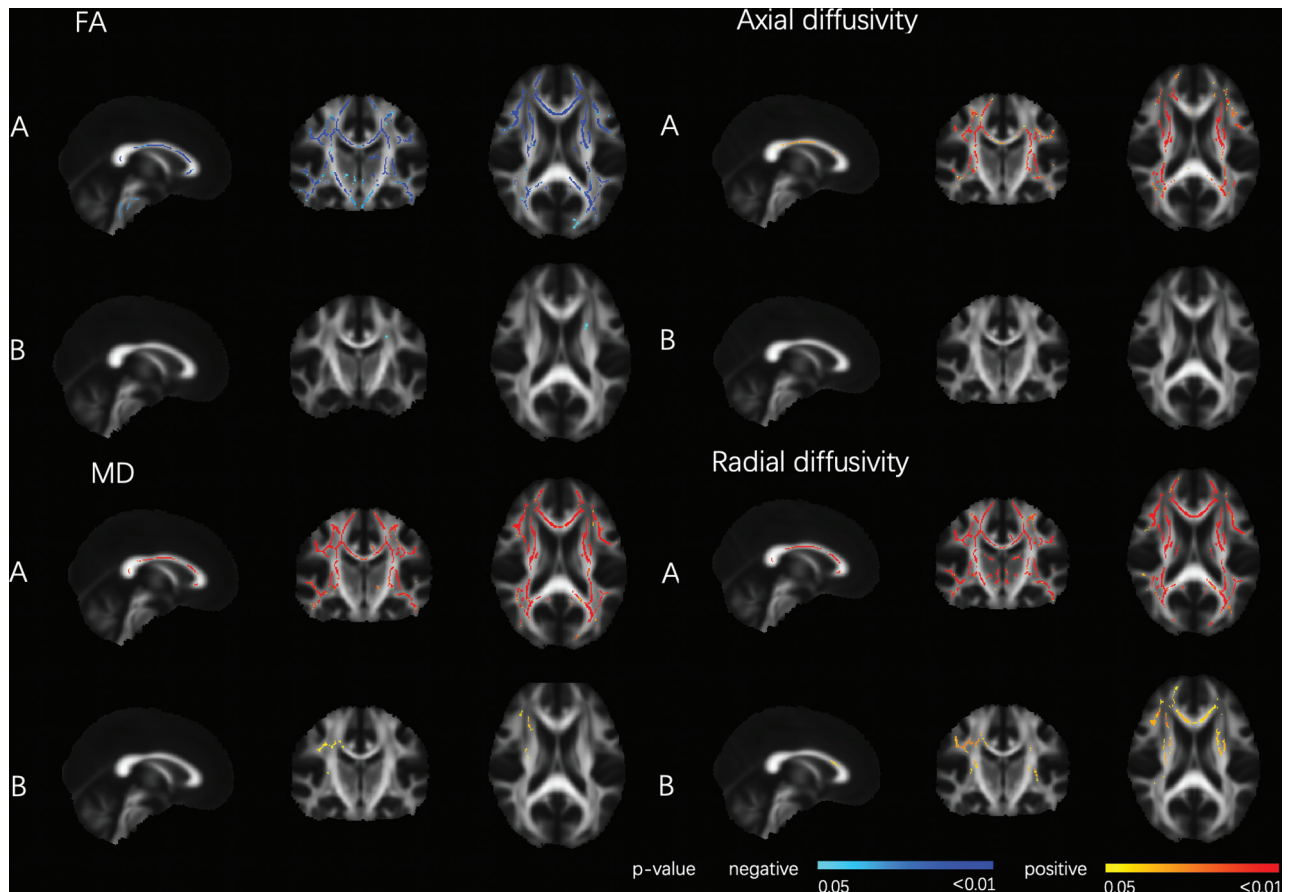 FA
Axial diffusivity
A
A
B
B
MD
Radial diffusivity
A
A
B
B
p-value negative 0.05 <0.01 positive 0.05 <0.01